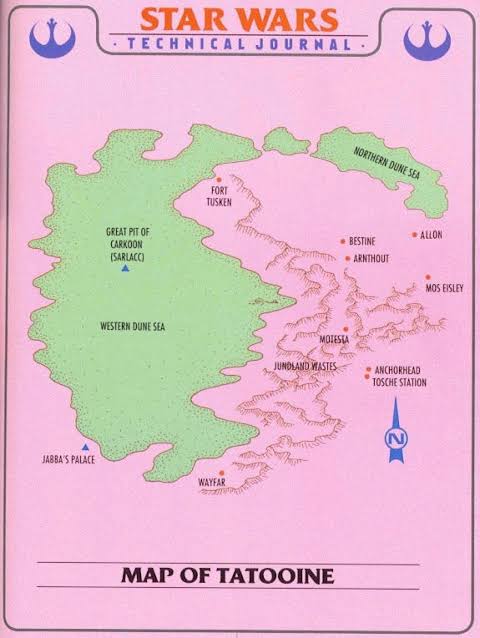 STAR WARS
· TECHNICAL JOURNAL ·
NORTHERN DUNE SEA
FORT
TUSKEN
GREAT PIT OF
CARKOON
(SARLACC)
BESTINE
ALLON
ARNTHOUT
MOS EISLEY
WESTERN DUNE SEA
MOTESTA
JUNDLAND WASTES
ANCHORHEAD
TOSCHE STATION
N
JABBA'S PALACE
WAYFAR
MAP OF TATOOINE